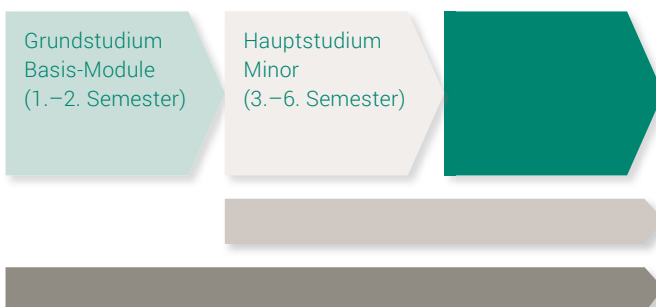 Grundstudium
Basis-Module
(1.–2. Semester)
Hauptstudium
Minor
(3.–6. Semester)